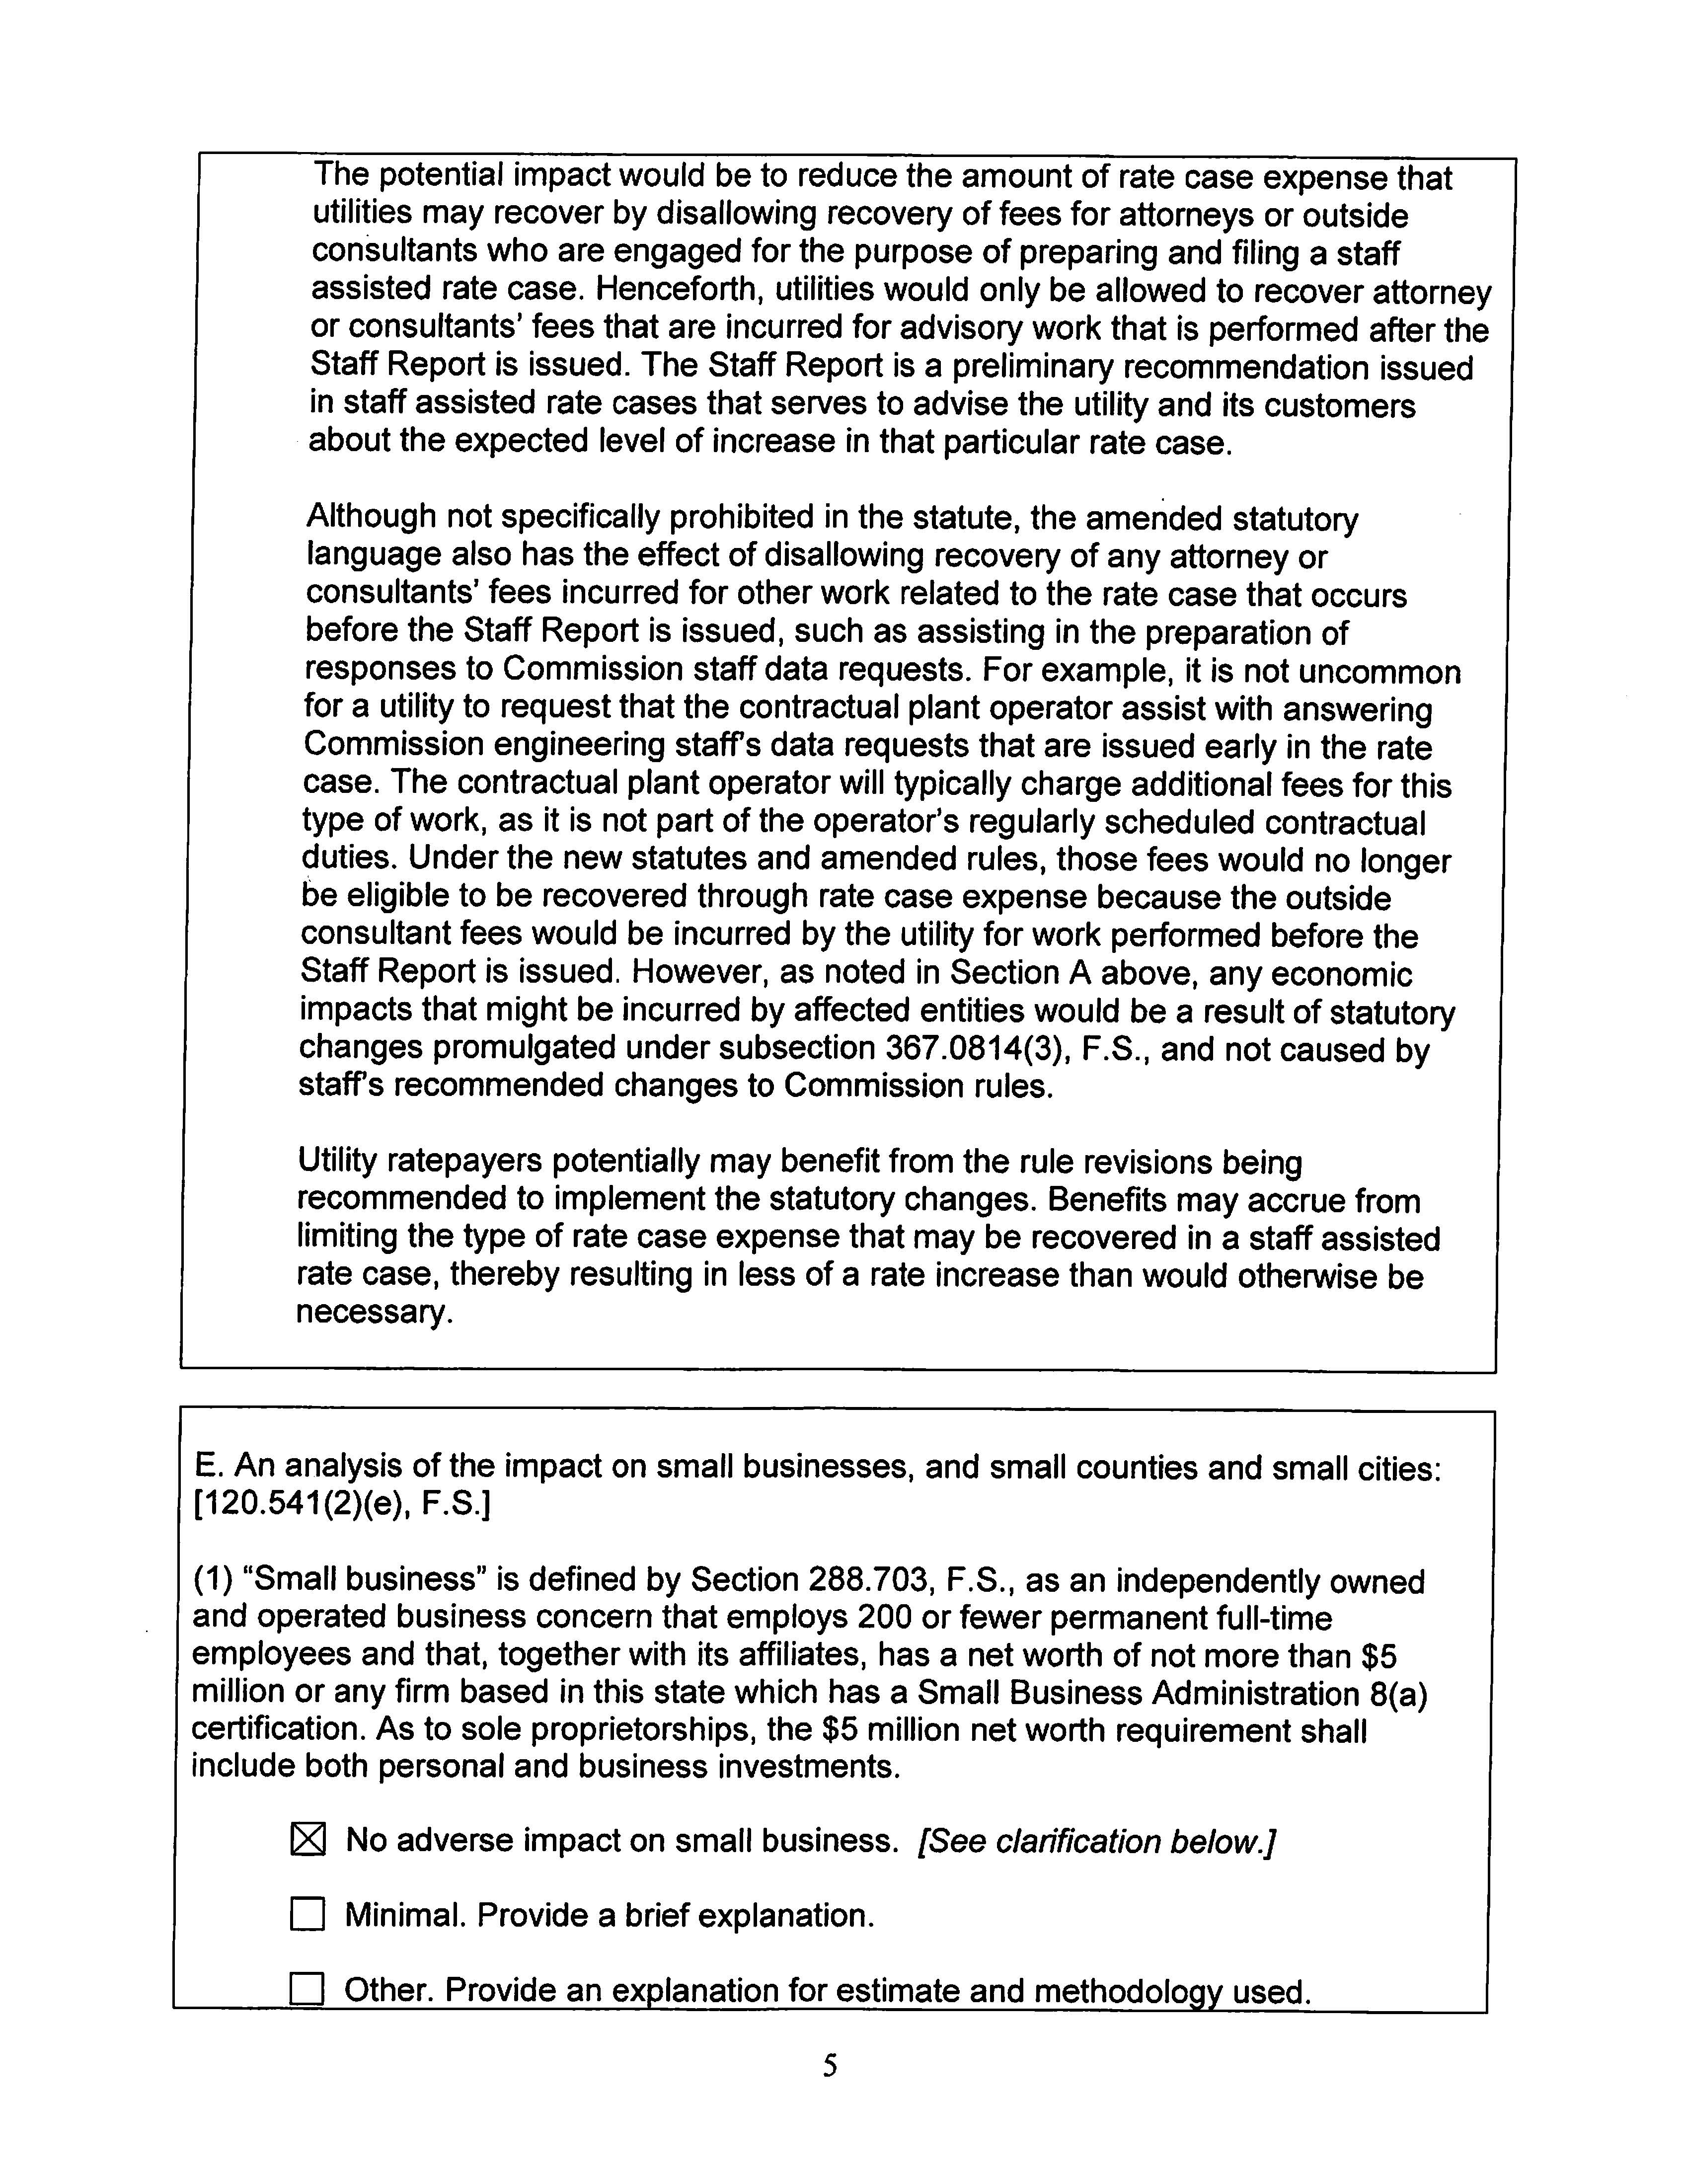 The potential impact would be to reduce the amount of rate case expense that
utilities may recover by disallowing recovery of fees for attorneys or outside
consultants who are engaged for the purpose of preparing and filing a staff
assisted rate case. Henceforth, utilities would only be allowed to recover attorney
or consultants' fees that are incurred for advisory work that is performed after the
Staff Report is issued. The Staff Report is a preliminary recommendation issued
in staff assisted rate cases that serves to advise the utility and its customers
about the expected level of increase in that particular rate case.
Although not specifically prohibited in the statute, the amended statutory
language also has the effect of disallowing recovery of any attorney or
consultants' fees incurred for other work related to the rate case that occurs
before the Staff Report is issued, such as assisting in the preparation of
responses to Commission staff data requests. For example, it is not uncommon
for a utility to request that the contractual plant operator assist with answering
Commission engineering staff's data requests that are issued early in the rate
case. The contractual plant operator will typically charge additional fees for this
type of work, as it is not part of the operator's regularly scheduled contractual
duties. Under the new statutes and amended rules, those fees would no longer
be eligible to be recovered through rate case expense because the outside
consultant fees would be incurred by the utility for work performed before the
Staff Report is issued. However, as noted in Section A above, any economic
impacts that might be incurred by affected entities would be a result of statutory
changes promulgated under subsection 367.0814(3), F.S., and not caused by
staff's recommended changes to Commission rules.
Utility ratepayers potentially may benefit from the rule revisions being
recommended to implement the statutory changes. Benefits may accrue from
limiting the type of rate case expense that may be recovered in a staff assisted
rate case, thereby resulting in less of a rate increase than would otherwise be
necessary.
E. An analysis of the impact on small businesses, and small counties and small cities:
[120.541(2)(e), F.S.]
(1) "Small business" is defined by Section 288.703, F.S., as an independently owned
and operated business concern that employs 200 or fewer permanent full-time
employees and that, together with its affiliates, has a net worth of not more than $5
million or any firm based in this state which has a Small Business Administration 8(a)
certification. As to sole proprietorships, the $5 million net worth requirement shall
include both personal and business investments.
☒ No adverse impact on small business. [See clarification below.]
☐ Minimal. Provide a brief explanation.
☐ Other. Provide an explanation for estimate and methodology used.
5